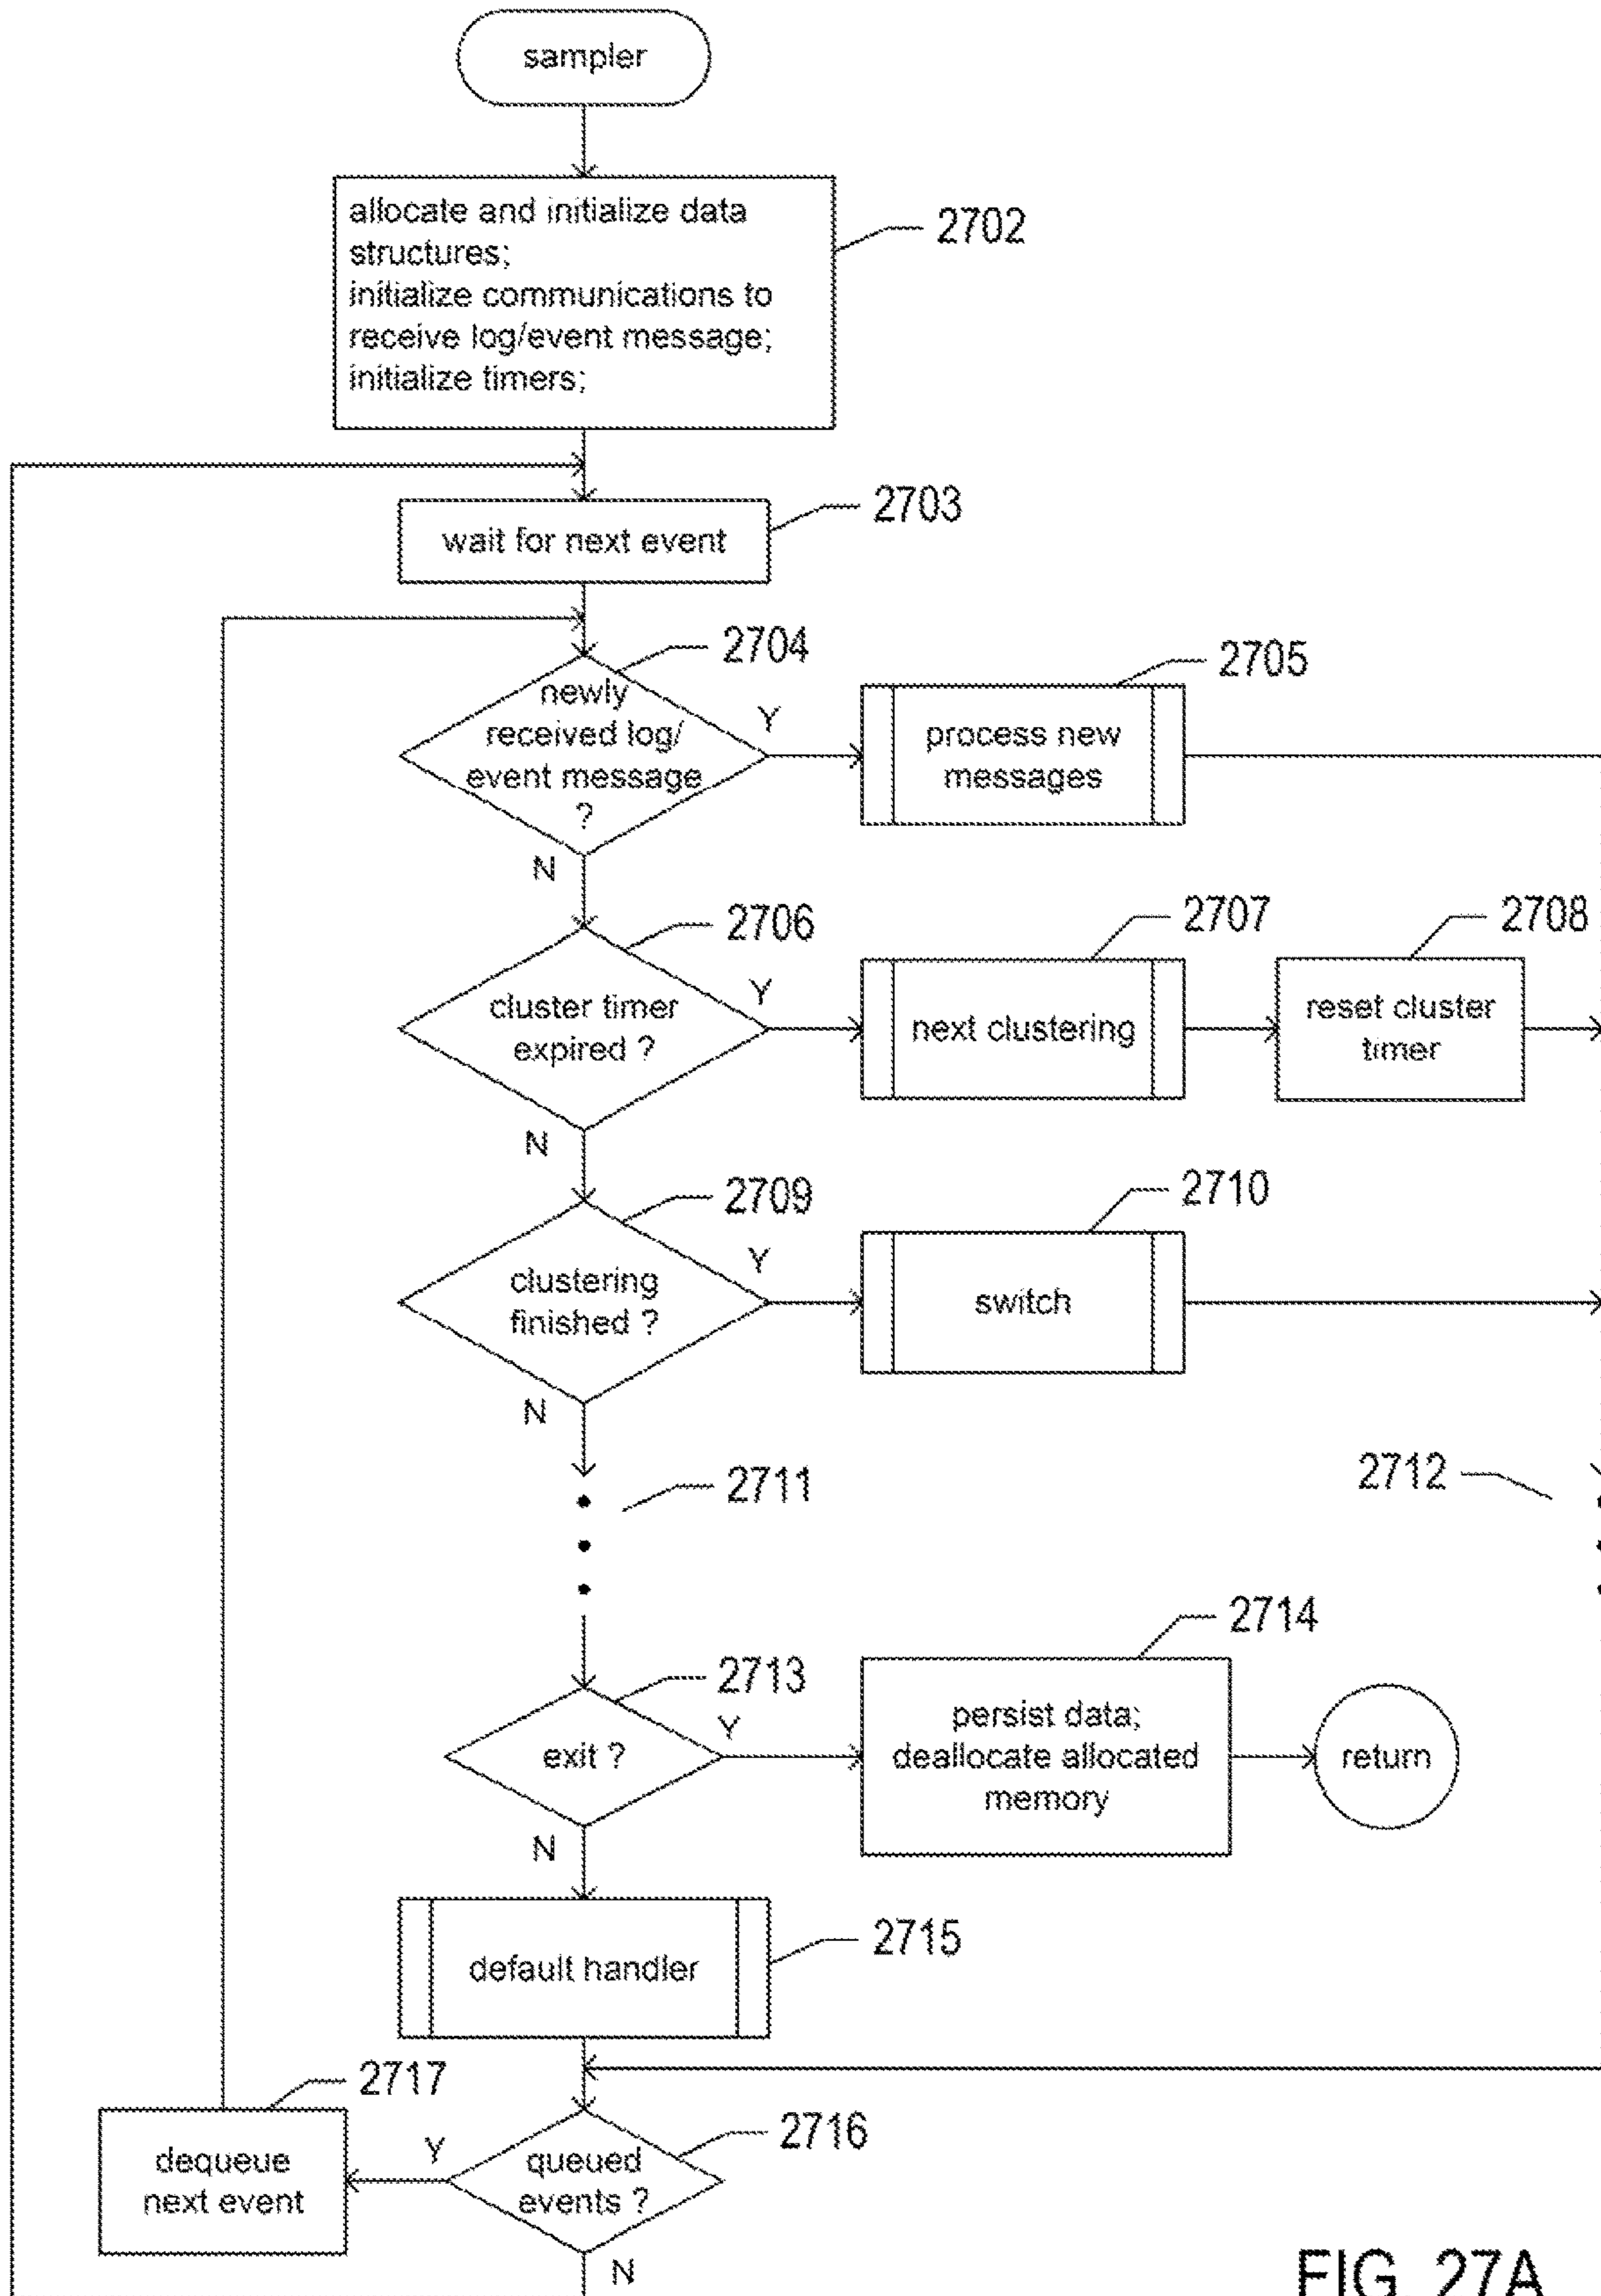 sampler
allocate and initialize data
structures;
initialize communications to
receive log/event message;
initialize timers;
2702
wait for next event
2703
newly
received log/
event message
?
2704
Y
N
process new
messages
2705
cluster timer
expired ?
2706
Y
N
next clustering
2707
reset cluster
timer
2708
clustering
finished ?
2709
Y
N
switch
2710
2711
2712
exit ?
2713
Y
N
persist data;
deallocate allocated
memory
2714
return
default handler
2715
queued
events ?
2716
Y
N
dequeue
next event
2717
FIG. 27A